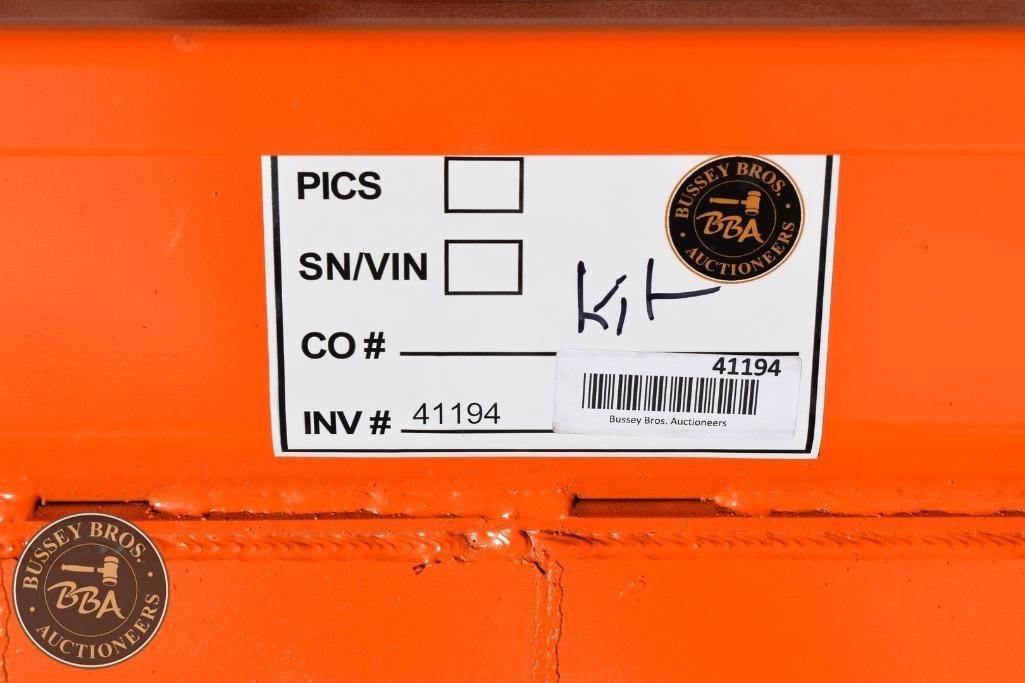 PICS
BUSSEY BROS.
BBA
AUCTIONEERS
SN/VIN
Kit
CO #
41194
INV # 41194
Bussey Bros. Auctioneers
BUSSEY BROS.
BBA
AUCTIONEERS